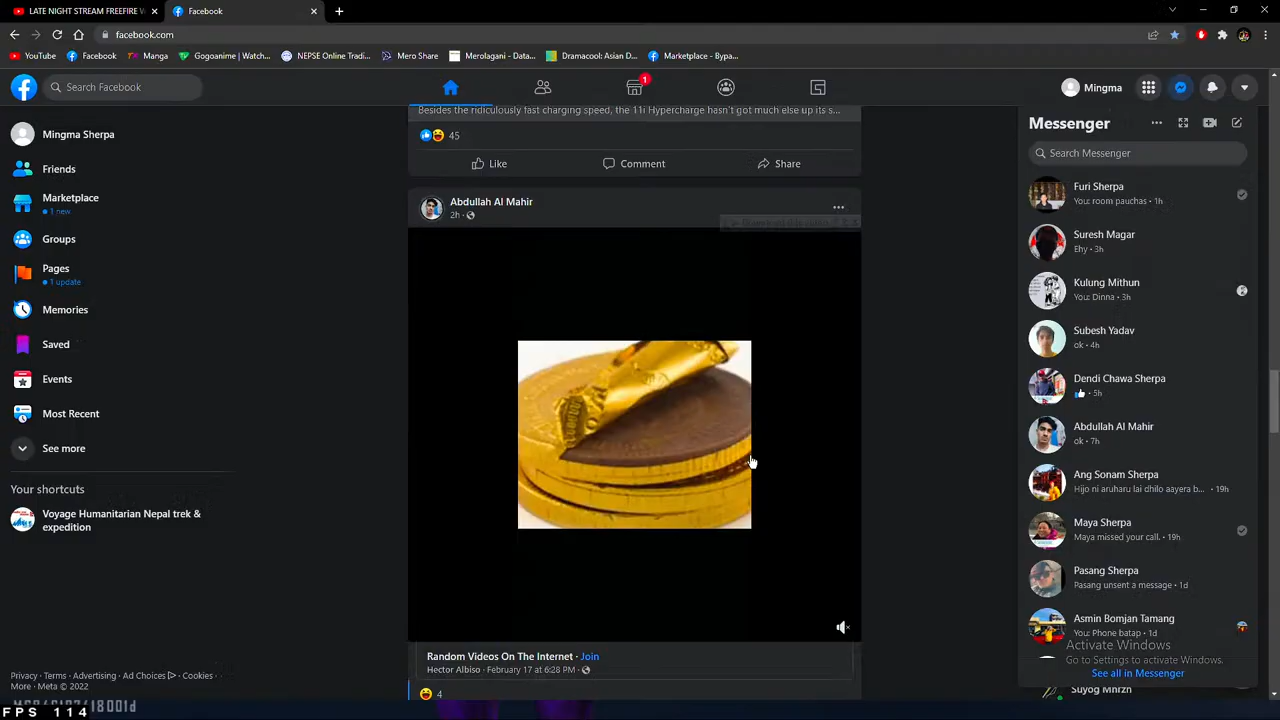 LATE NIGHT STREAM FREEFIRE
Facebook
facebook.com
YouTube
Facebook
Manga
Gogoanime | Watch...
NEPSE Online Tradi...
Mero Share
Merolagani - Data...
Dramacool: Asian D...
Marketplace - Bypa...
Search Facebook
1
Mingma
Mingma Sherpa
Friends
Marketplace
1 new
Groups
Pages
1 update
Memories
Saved
Events
Most Recent
See more
Your shortcuts
Voyage Humanitarian Nepal trek &
expedition
Privacy · Terms · Advertising · Ad Choices · Cookies ·
More · Meta © 2022
FPS 114
Besides the ridiculously fast charging speed, the 11i Hypercharge hasn't got much else up its s...
45
Like
Comment
Share
Abdullah Al Mahir
2h ·
Random Videos On The Internet · Join
Hector Albiso · February 17 at 6:28 PM ·
4
Messenger
Search Messenger
Furi Sherpa
You: room pauchas · 1h
Suresh Magar
Ehy · 3h
Kulung Mithun
You: Dinna · 3h
Subesh Yadav
ok · 4h
Dendi Chawa Sherpa
👍 · 5h
Abdullah Al Mahir
ok · 7h
Ang Sonam Sherpa
Hijo ni aruharu lai dhilo aayera b... · 19h
Maya Sherpa
Maya missed your call. · 19h
Pasang Sherpa
Pasang unsent a message · 1d
Asmin Bomjan Tamang
You: Phone batap · 1d
Activate Windows
Go to Settings to activate Windows.
See all in Messenger